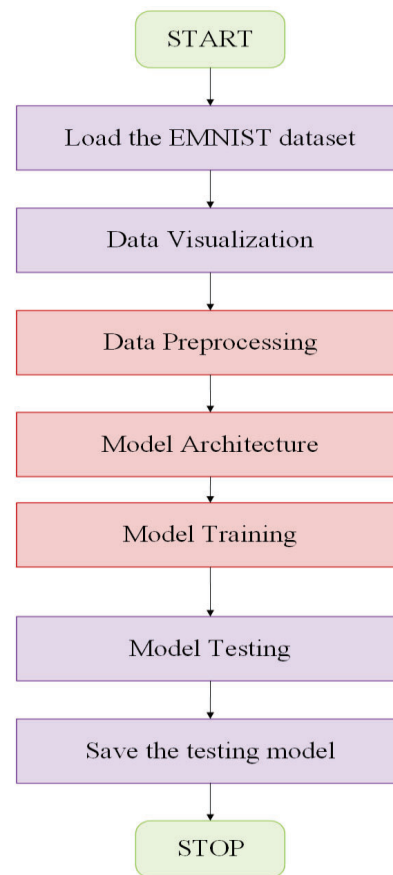 START
Load the EMNIST dataset
Data Visualization
Data Preprocessing
Model Architecture
Model Training
Model Testing
Save the testing model
STOP